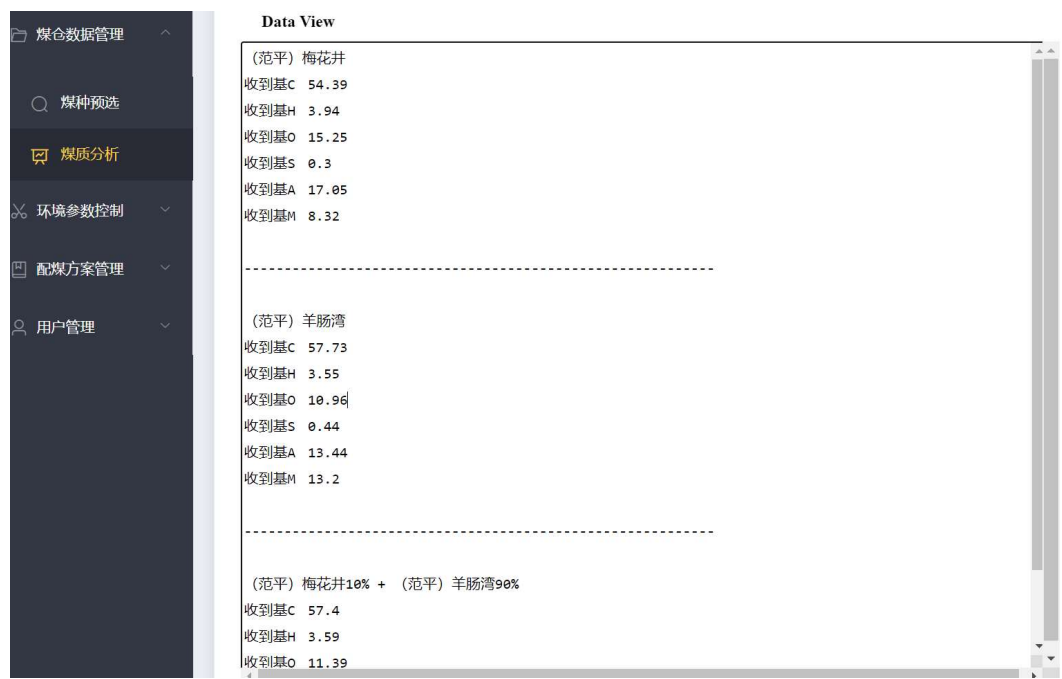 煤仓数据管理
煤种预选
煤质分析
环境参数控制
配煤方案管理
用户管理
Data View
（范平）梅花井
收到基C 54.39
收到基H 3.94
收到基O 15.25
收到基S 0.3
收到基A 17.05
收到基M 8.32
-----------------------------------------------------------
（范平）羊肠湾
收到基C 57.73
收到基H 3.55
收到基O 10.96
收到基S 0.44
收到基A 13.44
收到基M 13.2
-----------------------------------------------------------
（范平）梅花井10% + （范平）羊肠湾90%
收到基C 57.4
收到基H 3.59
收到基O 11.39